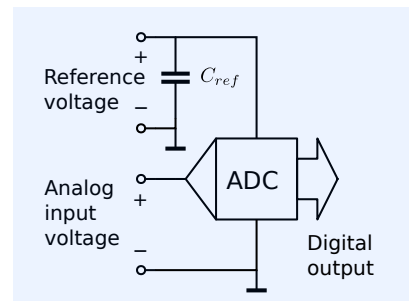 +
Reference
voltage
−
C_ref
ADC
Analog
input
voltage
+
−
Digital
output